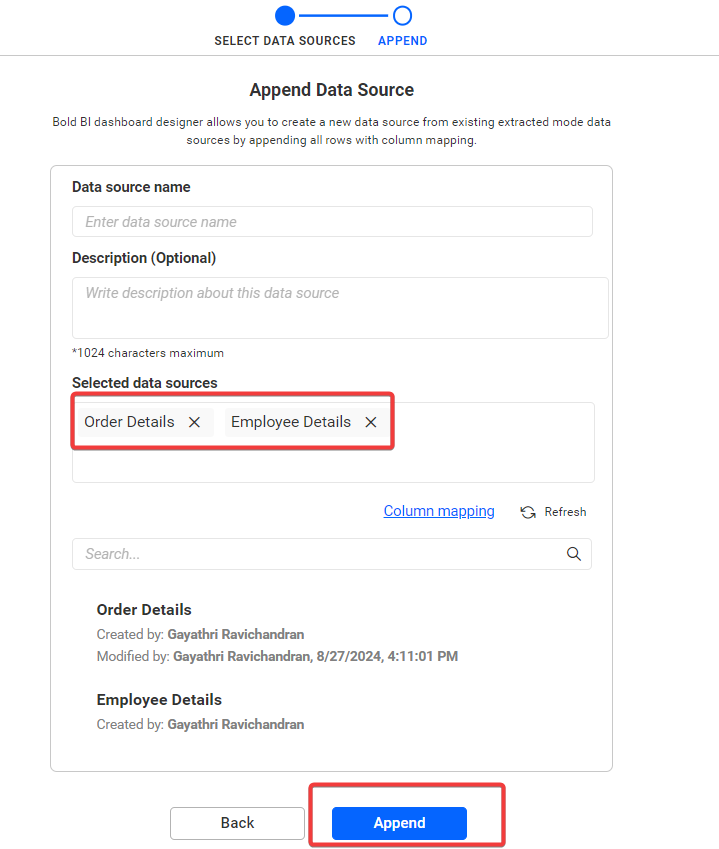 SELECT DATA SOURCES APPEND
Append Data Source
Bold BI dashboard designer allows you to create a new data source from existing extracted mode data
sources by appending all rows with column mapping.
Data source name
Enter data source name
Description (Optional)
Write description about this data source
*1024 characters maximum
Selected data sources
Order Details Employee Details
Column mapping Refresh
Search...
Order Details
Created by: Gayathri Ravichandran
Modified by: Gayathri Ravichandran, 8/27/2024, 4:11:01 PM
Employee Details
Created by: Gayathri Ravichandran
Back Append